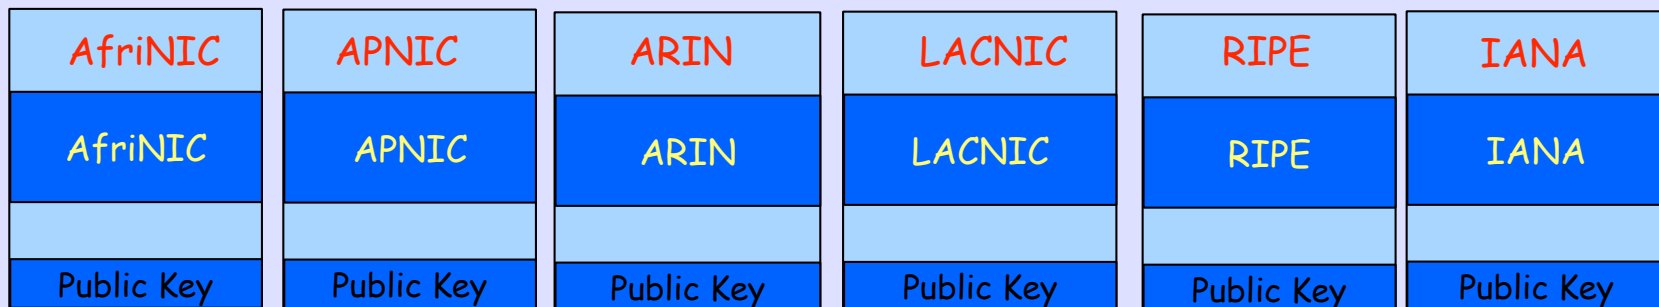 AfriNIC APNIC ARIN LACNIC RIPE IANA
AfriNIC APNIC ARIN LACNIC RIPE IANA
Public Key Public Key Public Key Public Key Public Key Public Key